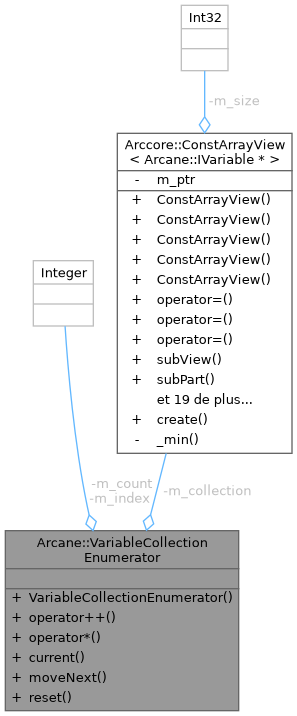 Int32
-m_size
Arccore::ConstArrayView
< Arcane::IVariable * >
- m_ptr
+ ConstArrayView()
+ ConstArrayView()
+ ConstArrayView()
+ ConstArrayView()
+ ConstArrayView()
+ operator=()
+ operator=()
+ operator=()
+ subView()
+ subPart()
et 19 de plus...
+ create()
- _min()
Integer
-m_count
-m_index
-m_collection
Arcane::VariableCollection
Enumerator
+ VariableCollectionEnumerator()
+ operator++()
+ operator*()
+ current()
+ moveNext()
+ reset()